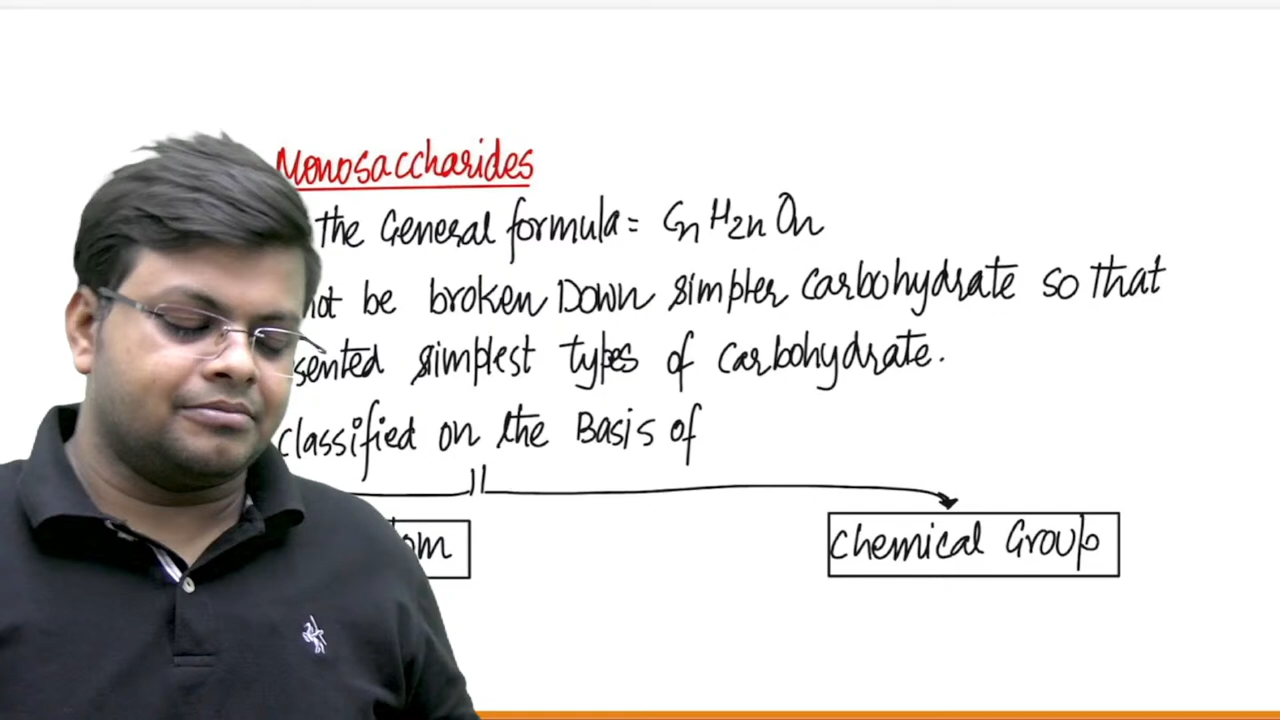 Monosaccharides
the General formula = CnH2nOn
not be broken Down simpler carbohydrate so that
sented simplest types of carbohydrate.
classified on the Basis of
tom
Chemical Group